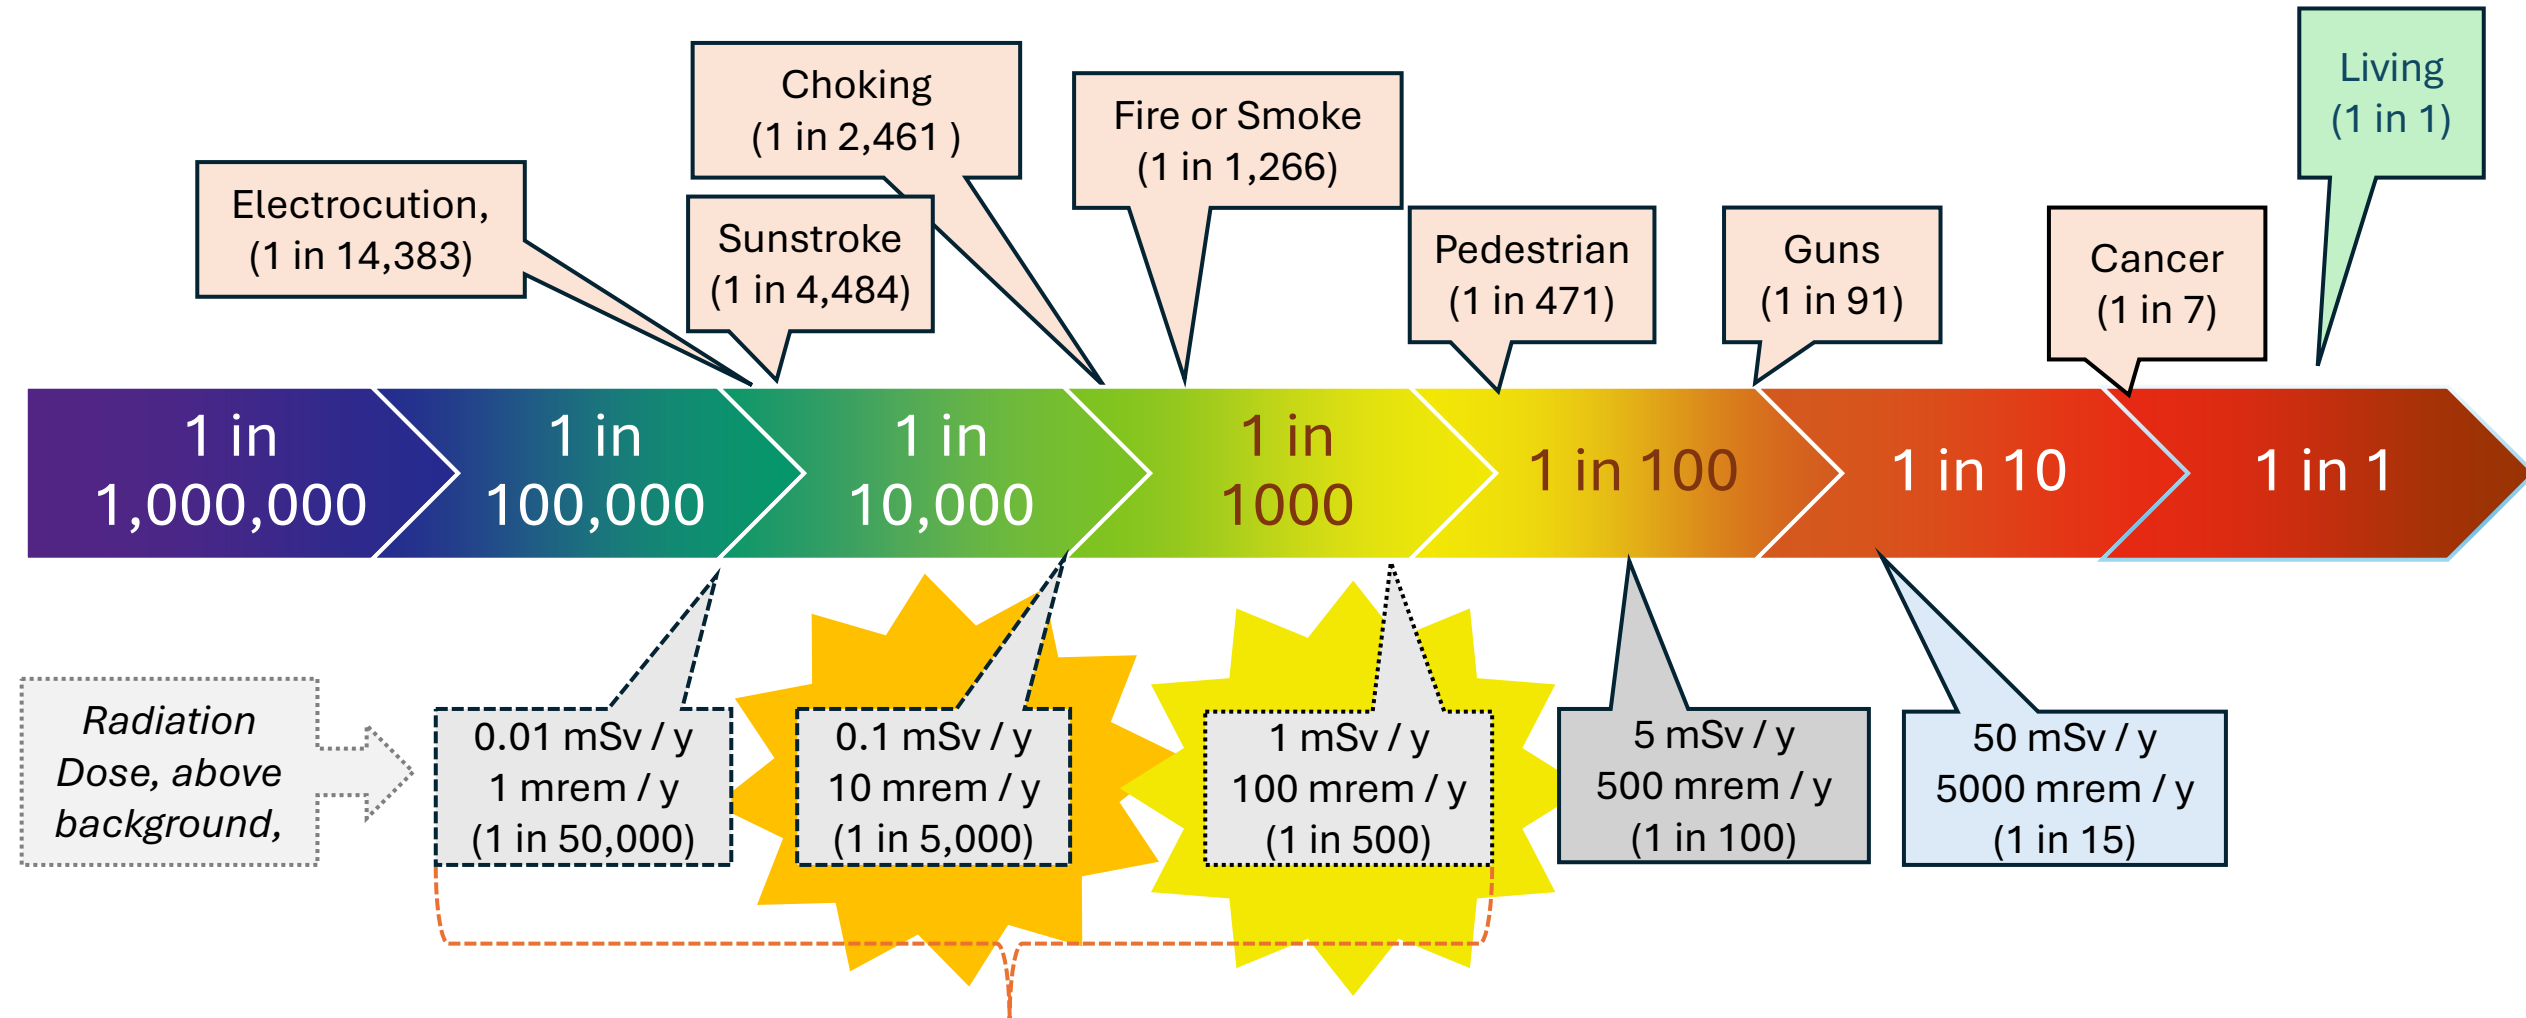 Living
(1 in 1)
Choking
(1 in 2,461 )
Fire or Smoke
(1 in 1,266)
Electrocution,
(1 in 14,383)
Sunstroke
(1 in 4,484)
Pedestrian
(1 in 471)
Guns
(1 in 91)
Cancer
(1 in 7)
1 in
1,000,000
1 in
100,000
1 in
10,000
1 in
1000
1 in 100
1 in 10
1 in 1
Radiation
Dose, above
background,
0.01 mSv / y
1 mrem / y
(1 in 50,000)
0.1 mSv / y
10 mrem / y
(1 in 5,000)
1 mSv / y
100 mrem / y
(1 in 500)
5 mSv / y
500 mrem / y
(1 in 100)
50 mSv / y
5000 mrem / y
(1 in 15)